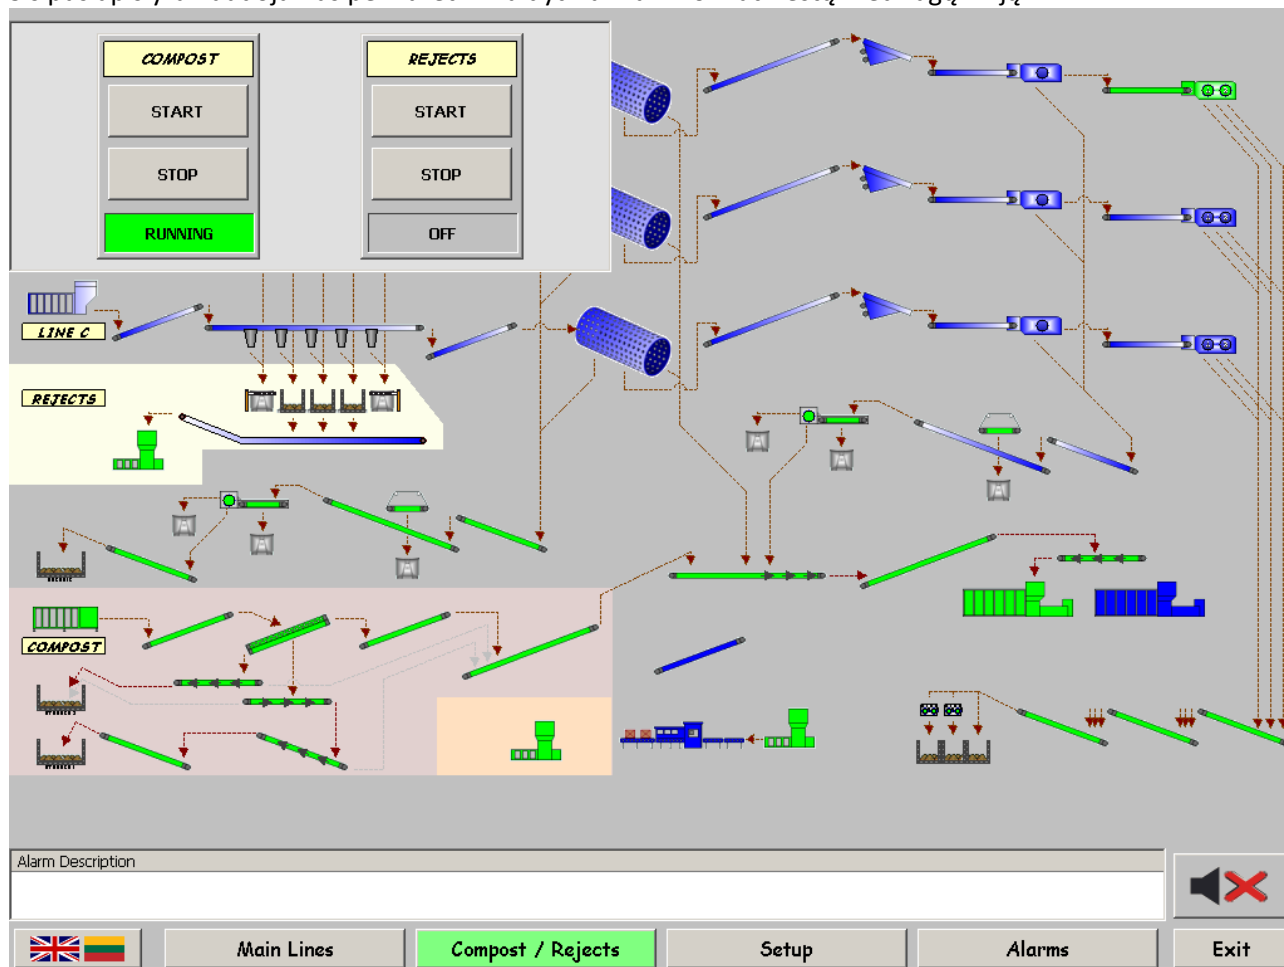 COMPOST
START
STOP
RUNNING
REJECTS
START
STOP
OFF
LINE C
REJECTS
COMPOST
Alarm Description
Main Lines
Compost / Rejects
Setup
Alarms
Exit